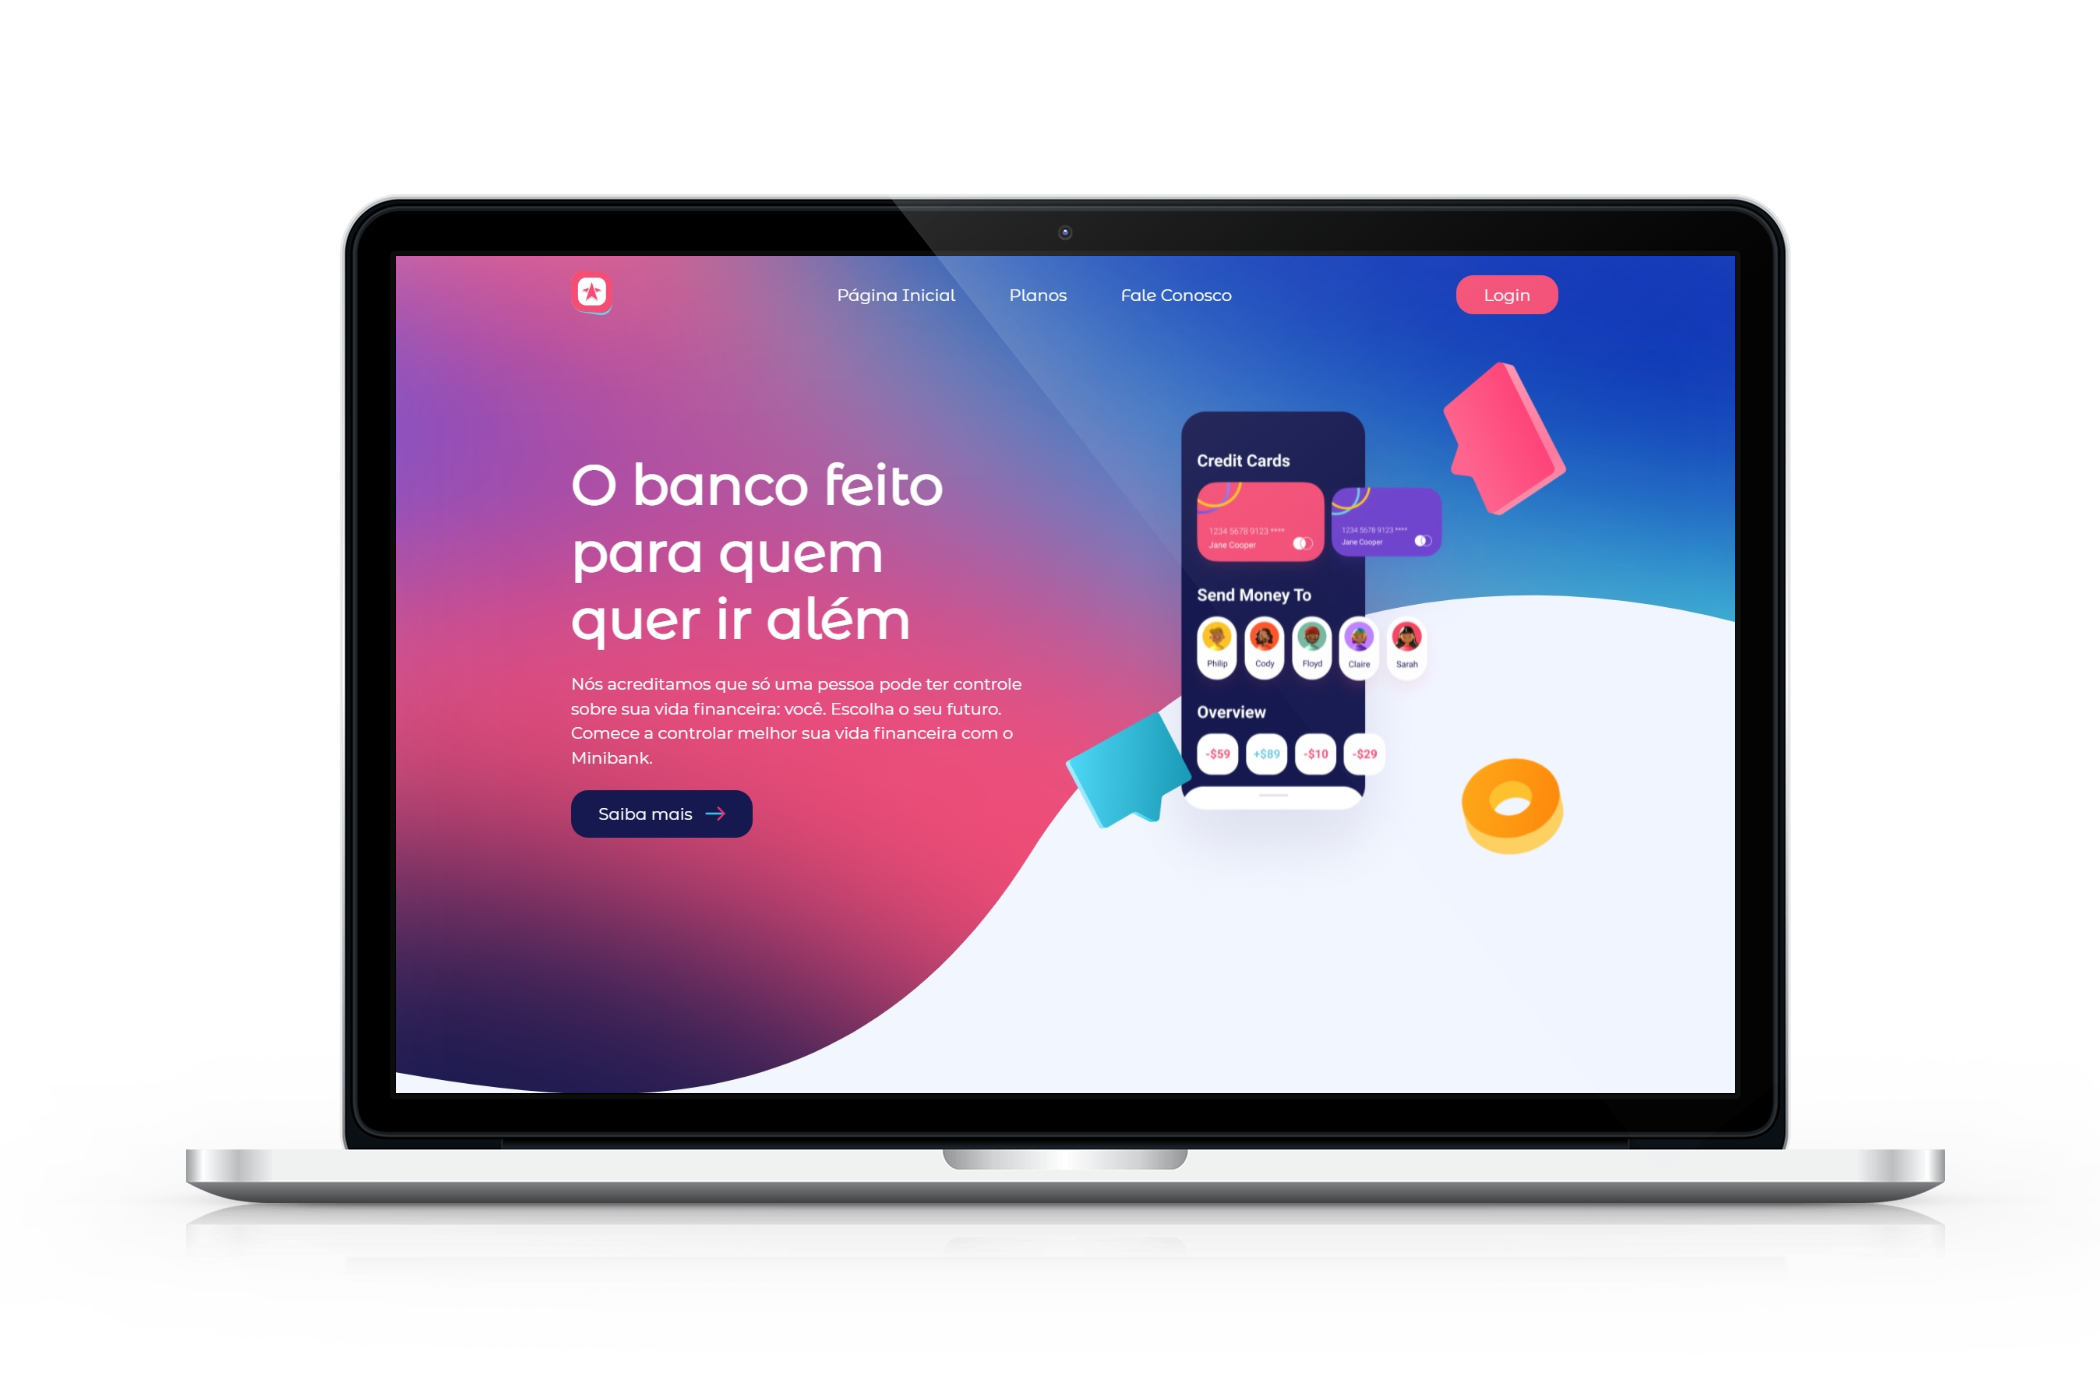 Página Inicial
Planos
Fale Conosco
Login
O banco feito
para quem
quer ir além
Nós acreditamos que só uma pessoa pode ter controle
sobre sua vida financeira: você. Escolha o seu futuro.
Comece a controlar melhor sua vida financeira com o
Minibank.
Saiba mais
Credit Cards
1234 5678 9123 ****
Jane Cooper
1234 5678 9123 ****
Jane Cooper
Send Money To
Philip
Cody
Floyd
Claire
Sarah
Overview
-$59
+$89
-$10
-$29